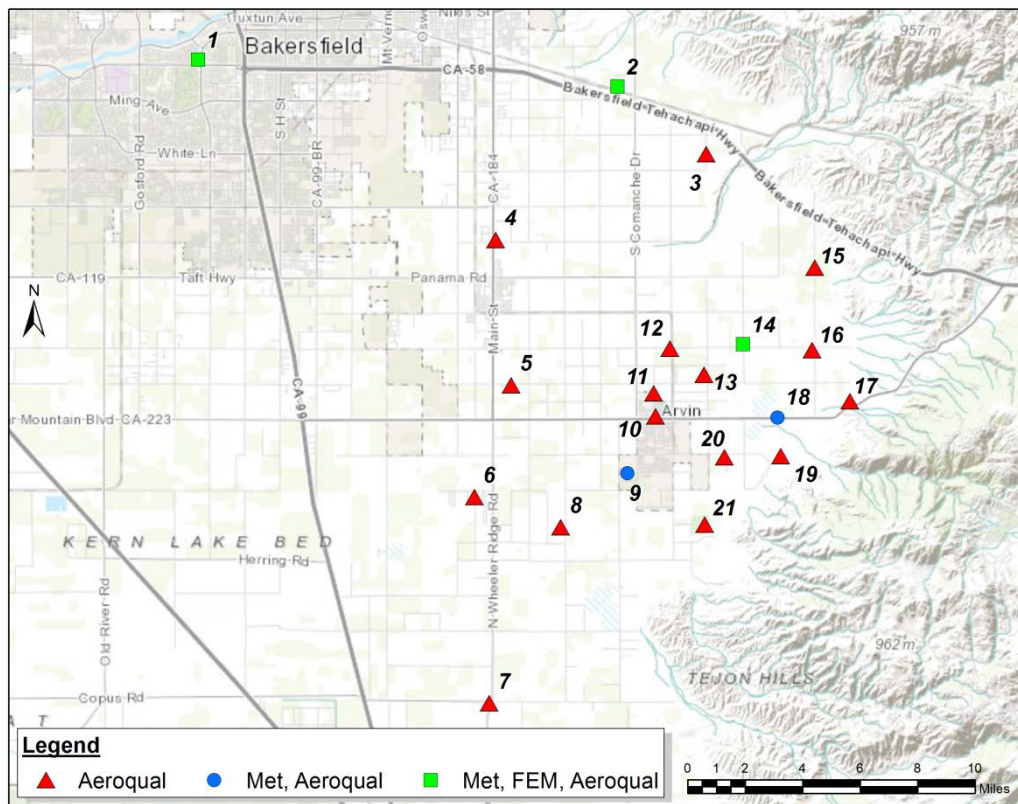 Truxtun Ave
Niles St
Oswe
Mt Verno
1
Bakersfield
957 m
CA-58
2
Bakersfield-Tehachapi-Hwy
Ming Ave
Gosford Rd
S H St
CA-99 BR
White Ln
CA-184
S Comanche Dr
3
Bakersfield-Tehachapi-Hwy
4
15
CA-119
Taft Hwy
Panama Rd
N
Main-St
12
14
16
5
11
13
17
18
ar-Mountain-Blvd-CA-223
CA-99
10
Arvin
20
19
6
9
8
21
KERN LAKE BED
Herring Rd
N Wheeler Ridge Rd
Old River Rd
962 m
TEJON HILLS
7
Copus Rd
A T
Legend
Aeroqual
Met, Aeroqual
Met, FEM, Aeroqual
0 1 2 4 6 8 10
Miles